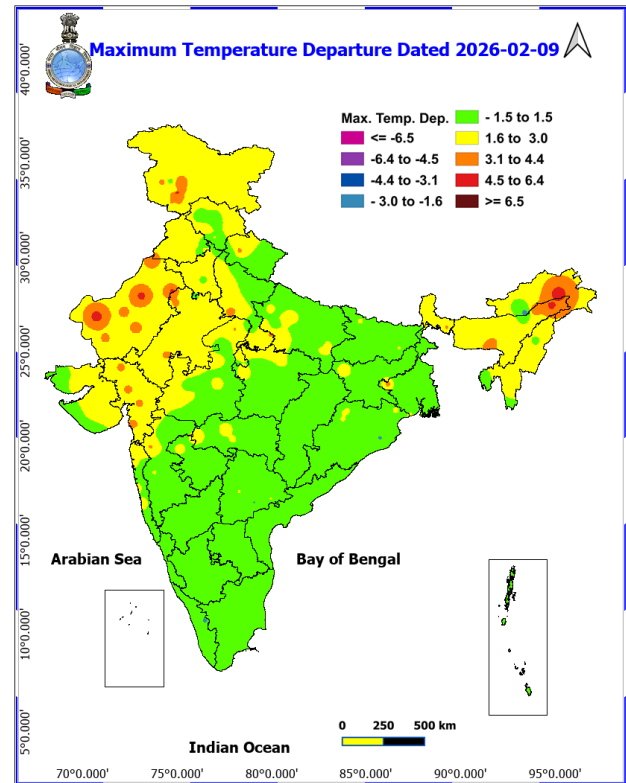 Maximum Temperature Departure Dated 2026-02-09
Max. Temp. Dep.
<= -6.5
-6.4 to -4.5
-4.4 to -3.1
- 3.0 to -1.6
- 1.5 to 1.5
1.6 to 3.0
3.1 to 4.4
4.5 to 6.4
>= 6.5
40°0.000'
35°0.000'
30°0.000'
25°0.000'
20°0.000'
15°0.000'
10°0.000'
5°0.000'
Arabian Sea
Bay of Bengal
Indian Ocean
0 250 500 km
70°0.000' 75°0.000' 80°0.000' 85°0.000' 90°0.000' 95°0.000'